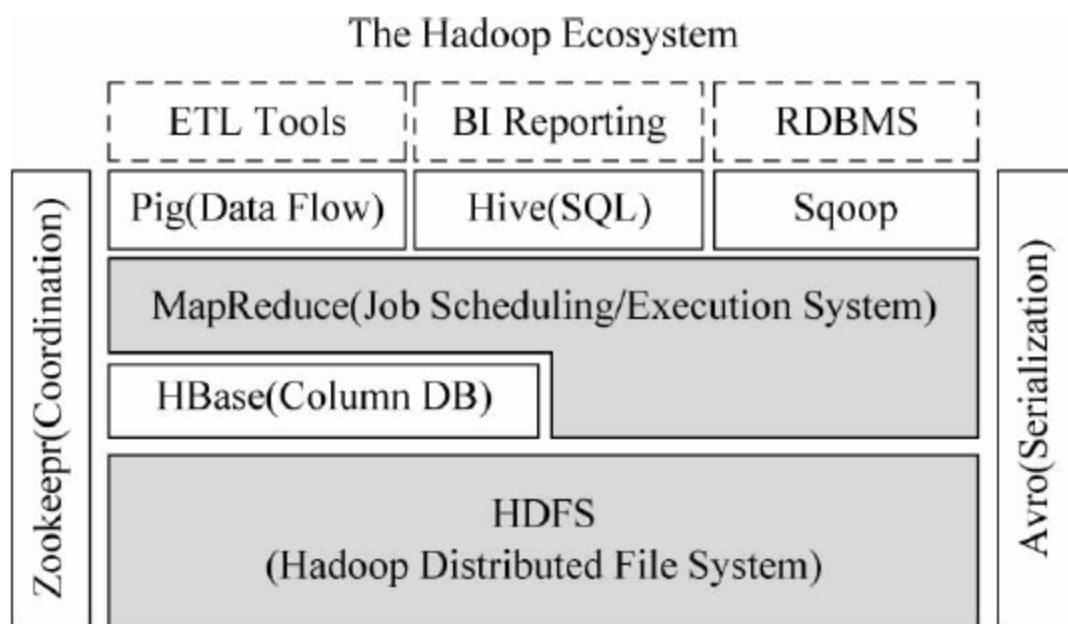 The Hadoop Ecosystem
ETL Tools
BI Reporting
RDBMS
Zookeepr(Coordination)
Pig(Data Flow)
Hive(SQL)
Sqoop
Avro(Serialization)
MapReduce(Job Scheduling/Execution System)
HBase(Column DB)
HDFS
(Hadoop Distributed File System)